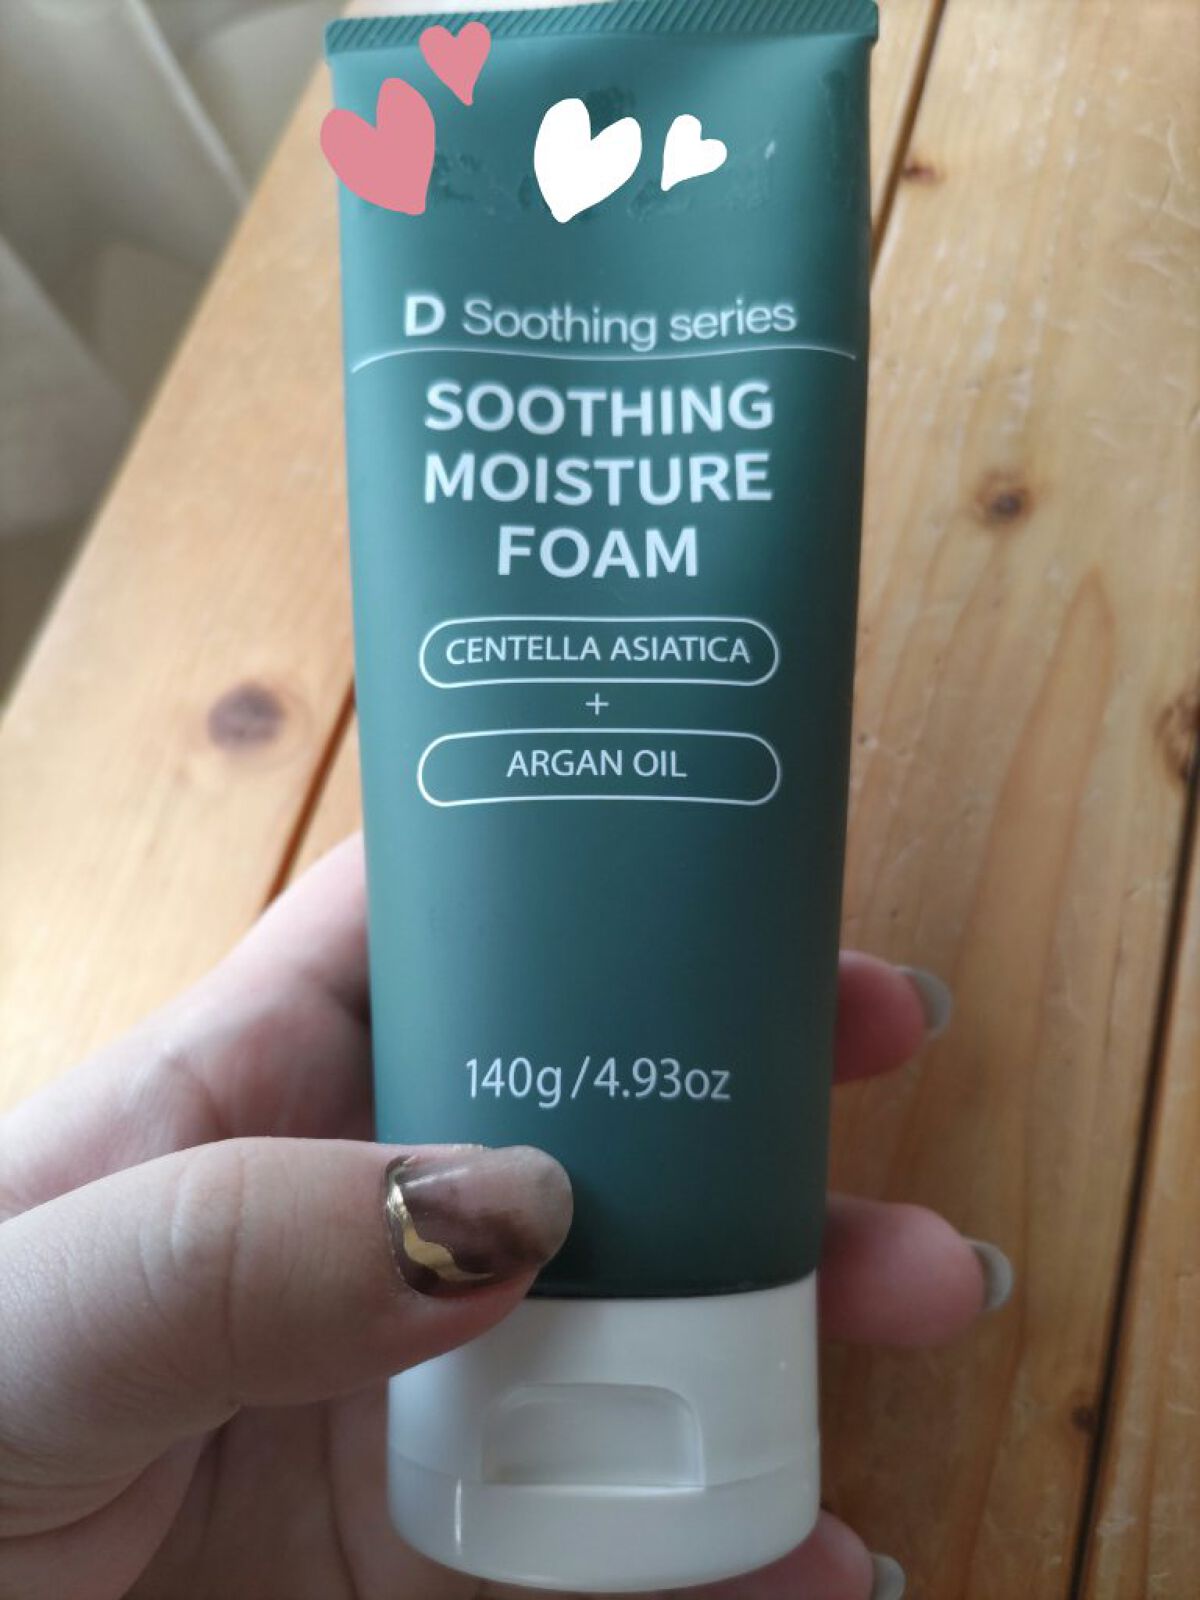 D Soothing series
SOOTHING
MOISTURE
FOAM
CENTELLA ASIATICA
+
ARGAN OIL
140g/4.93oz